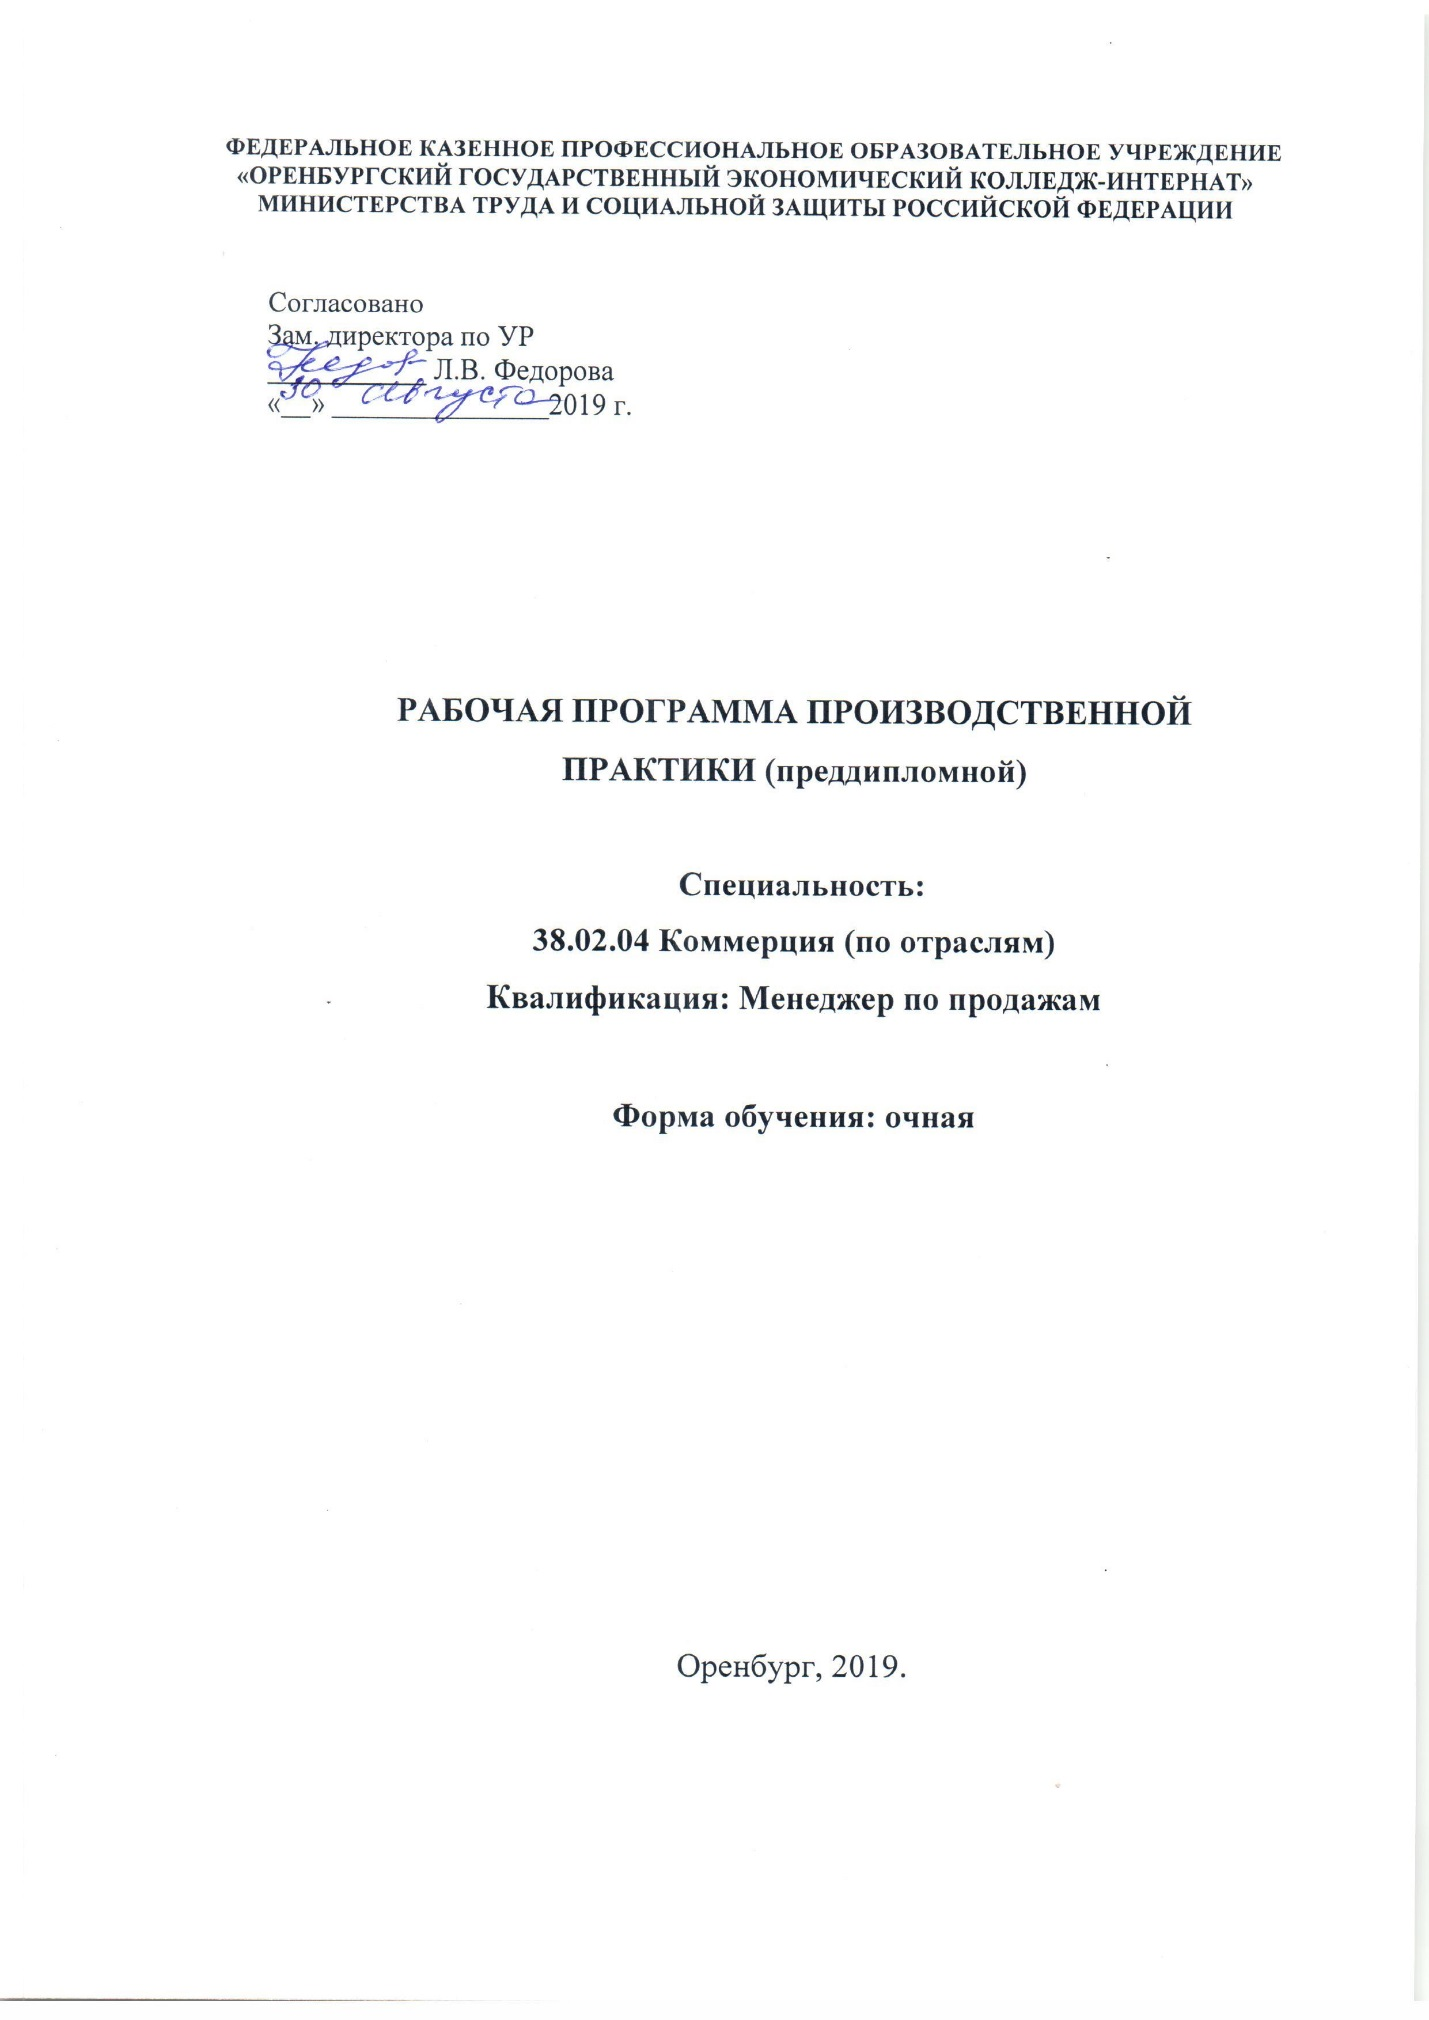 ФЕДЕРАЛЬНОЕ КАЗЕННОЕ ПРОФЕССИОНАЛЬНОЕ ОБРАЗОВАТЕЛЬНОЕ УЧРЕЖДЕНИЕ
«ОРЕНБУРГСКИЙ ГОСУДАРСТВЕННЫЙ ЭКОНОМИЧЕСКИЙ КОЛЛЕДЖ-ИНТЕРНАТ»
МИНИСТЕРСТВА ТРУДА И СОЦИАЛЬНОЙ ЗАЩИТЫ РОССИЙСКОЙ ФЕДЕРАЦИИ
Согласовано
Зам. директора по УР
Л.В. Федорова
«30» августа 2019 г.
РАБОЧАЯ ПРОГРАММА ПРОИЗВОДСТВЕННОЙ
ПРАКТИКИ (преддипломной)
Специальность:
38.02.04 Коммерция (по отраслям)
Квалификация: Менеджер по продажам
Форма обучения: очная
Оренбург, 2019.